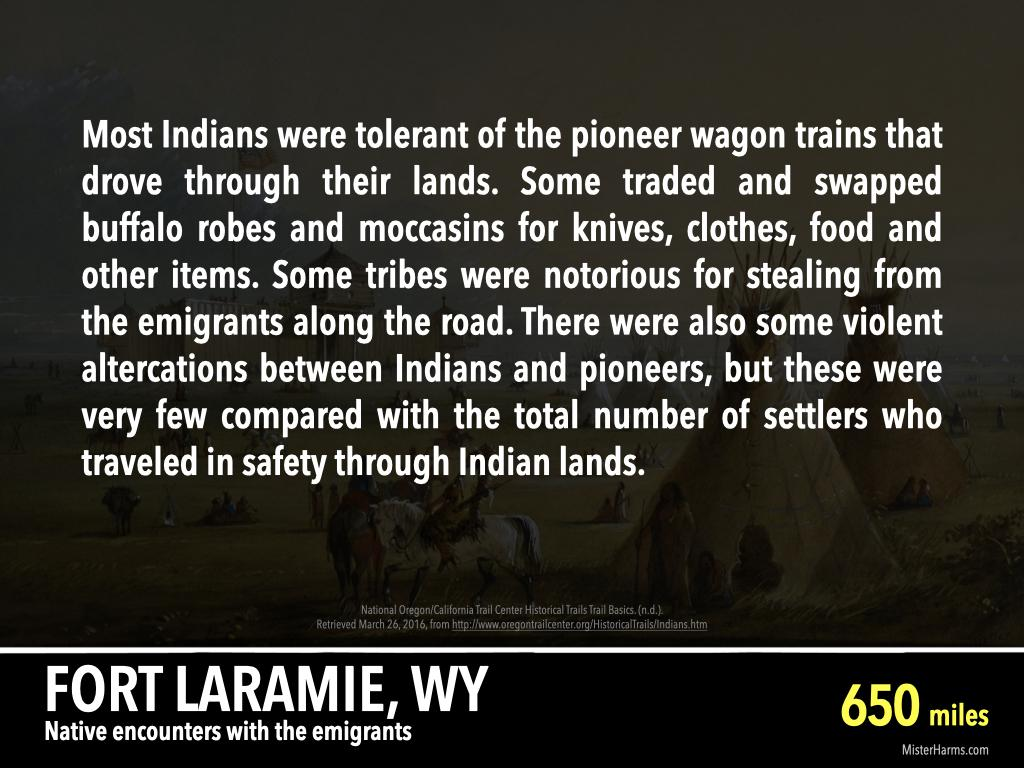 Most Indians were tolerant of the pioneer wagon trains that
drove through their lands. Some traded and swapped
buffalo robes and moccasins for knives, clothes, food and
other items. Some tribes were notorious for stealing from
the emigrants along the road. There were also some violent
altercations between Indians and pioneers, but these were
very few compared with the total number of settlers who
traveled in safety through Indian lands.
National Oregon/California Trail Center Historical Trails Trail Basics. (n.d.).
Retrieved March 26, 2016, from http://www.oregontrailcenter.org/HistoricalTrails/Indians.htm
FORT LARAMIE, WY
Native encounters with the emigrants
650 miles
MisterHarms.com